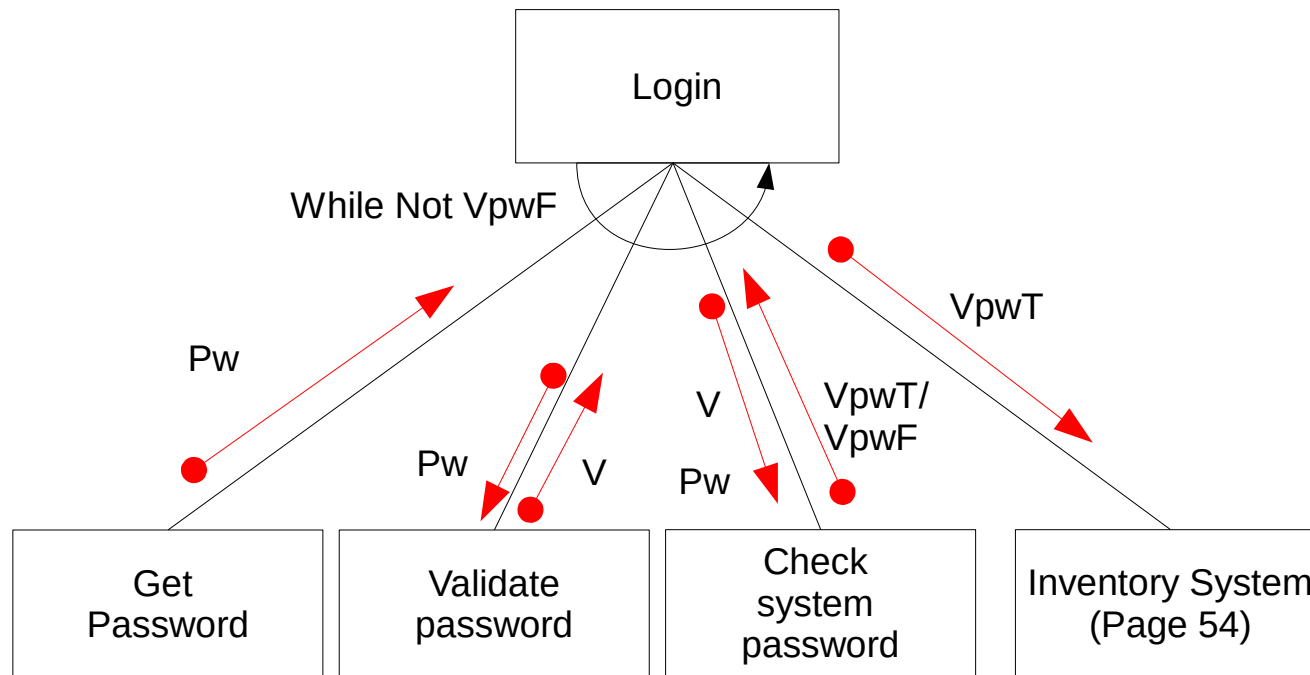 Login
While Not VpwF
VpwT
Pw
V
VpwT/
VpwF
Pw
V
Pw
Get
Password
Validate
password
Check
system
password
Inventory System
(Page 54)